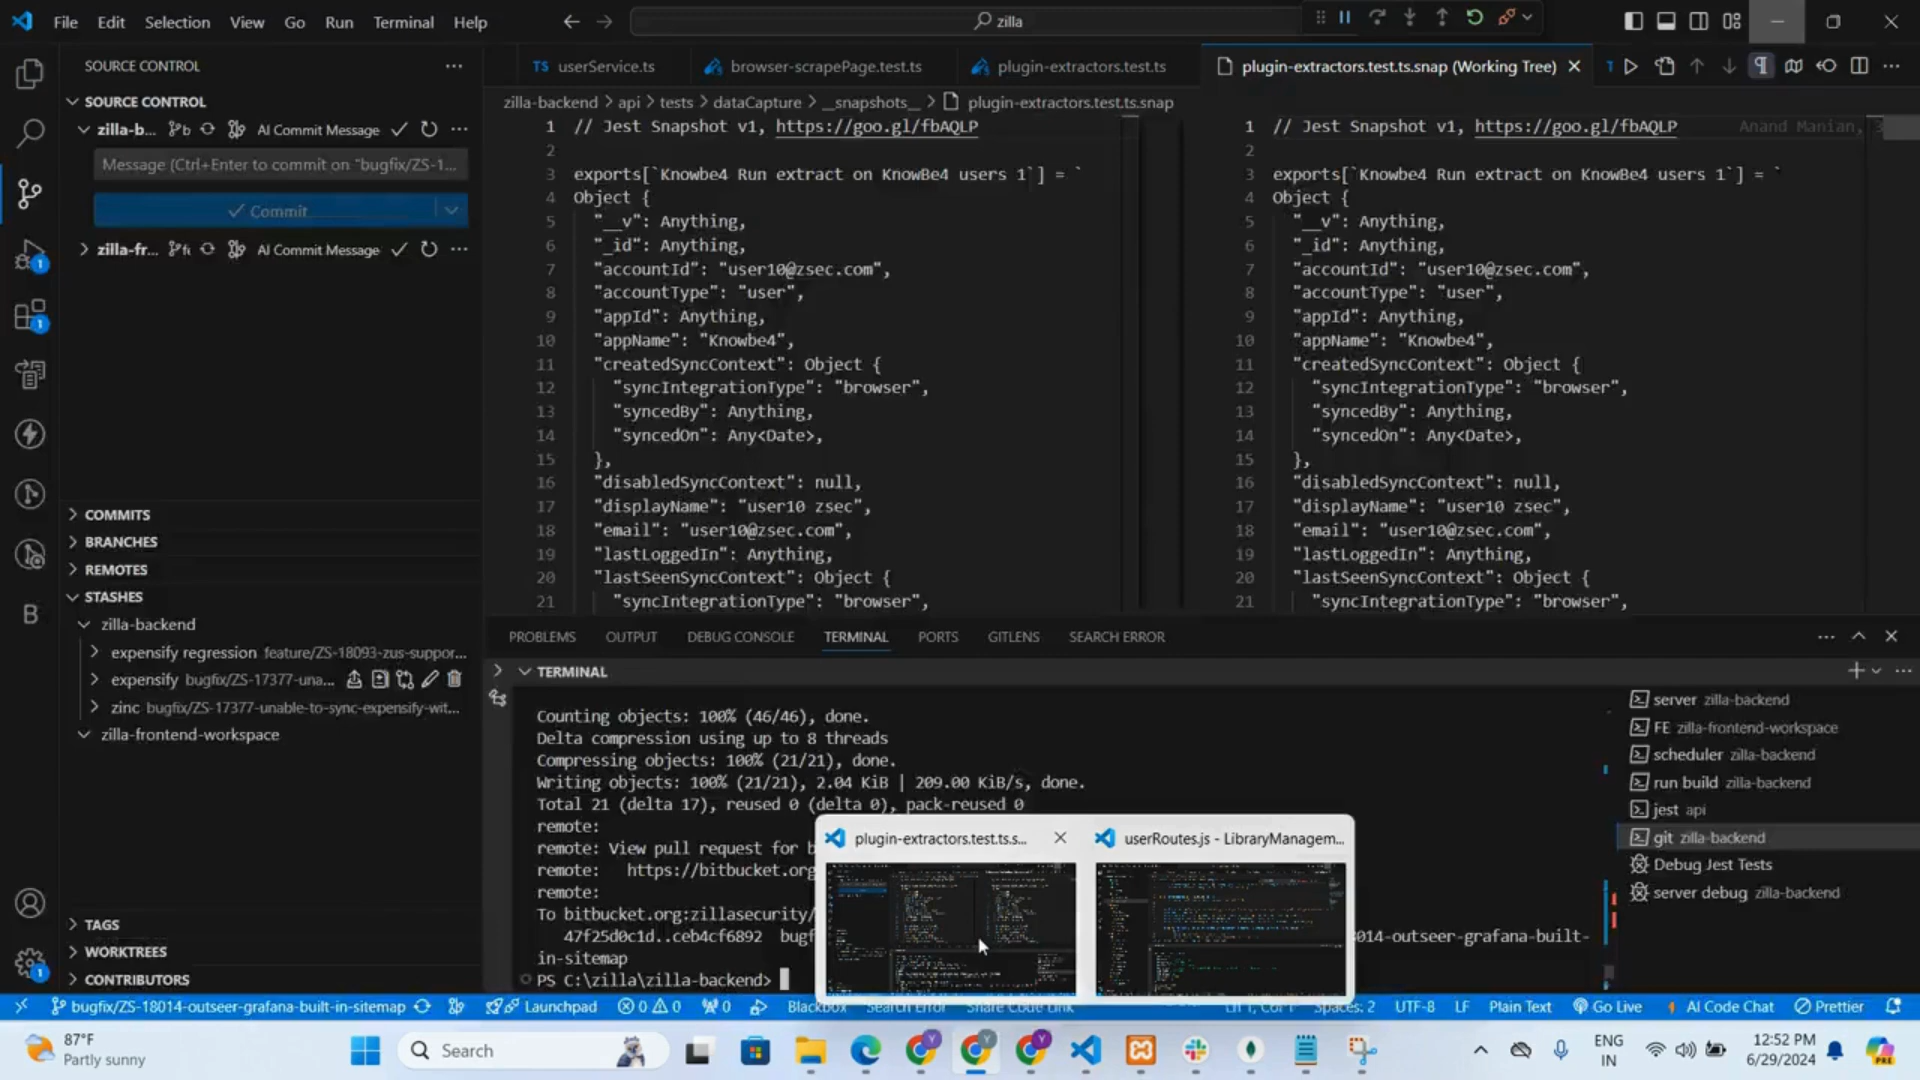 File Edit Selection View Go Run Terminal Help
zilla
SOURCE CONTROL
SOURCE CONTROL
zilla-b... AI Commit Message
Message (Ctrl+Enter to commit on "bugfix/ZS-1...
Commit
zilla-fr... AI Commit Message
COMMITS
BRANCHES
REMOTES
STASHES
zilla-backend
expensify regression feature/ZS-18093-zus-suppor...
expensify bugfix/ZS-17377-una...
zinc bugfix/ZS-17377-unable-to-sync-expensify-wit...
zilla-frontend-workspace
TAGS
WORKTREES
CONTRIBUTORS
TS userService.ts
browser-scrapePage.test.ts
plugin-extractors.test.ts
plugin-extractors.test.ts.snap (Working Tree)
zilla-backend > api > tests > dataCapture > __snapshots__ > plugin-extractors.test.ts.snap
1 // Jest Snapshot v1, https://goo.gl/fbAQLP
2
3 exports[`Knowbe4 Run extract on KnowBe4 users 1`] = `
4 Object {
5 "__v": Anything,
6 "_id": Anything,
7 "accountId": "user10@zsec.com",
8 "accountType": "user",
9 "appId": Anything,
10 "appName": "Knowbe4",
11 "createdSyncContext": Object {
12 "syncIntegrationType": "browser",
13 "syncedBy": Anything,
14 "syncedOn": Any<Date>,
15 },
16 "disabledSyncContext": null,
17 "displayName": "user10 zsec",
18 "email": "user10@zsec.com",
19 "lastLoggedIn": Anything,
20 "lastSeenSyncContext": Object {
21 "syncIntegrationType": "browser",
1 // Jest Snapshot v1, https://goo.gl/fbAQLP Anand Manian, 3
2
3 exports[`Knowbe4 Run extract on KnowBe4 users 1`] = `
4 Object {
5 "__v": Anything,
6 "_id": Anything,
7 "accountId": "user10@zsec.com",
8 "accountType": "user",
9 "appId": Anything,
10 "appName": "Knowbe4",
11 "createdSyncContext": Object {
12 "syncIntegrationType": "browser",
13 "syncedBy": Anything,
14 "syncedOn": Any<Date>,
15 },
16 "disabledSyncContext": null,
17 "displayName": "user10 zsec",
18 "email": "user10@zsec.com",
19 "lastLoggedIn": Anything,
20 "lastSeenSyncContext": Object {
21 "syncIntegrationType": "browser",
PROBLEMS OUTPUT DEBUG CONSOLE TERMINAL PORTS GITLENS SEARCH ERROR
TERMINAL
Counting objects: 100% (46/46), done.
Delta compression using up to 8 threads
Compressing objects: 100% (21/21), done.
Writing objects: 100% (21/21), 2.04 KiB | 209.00 KiB/s, done.
Total 21 (delta 17), reused 0 (delta 0), pack-reused 0
remote:
remote: View pull request for b
remote: https://bitbucket.org
remote:
To bitbucket.org:zillasecurity/
47f25d0c1d..ceb4cf6892 bugf 014-outseer-grafana-built-
in-sitemap
PS C:\zilla\zilla-backend>
plugin-extractors.test.ts.s...
userRoutes.js - LibraryManagem...
server zilla-backend
FE zilla-frontend-workspace
scheduler zilla-backend
run build zilla-backend
jest api
git zilla-backend
Debug Jest Tests
server debug zilla-backend
bugfix/ZS-18014-outseer-grafana-built-in-sitemap Launchpad 0 0 0 Blackbox Search Error Share Code Link Ln 1, Col 1 Spaces: 2 UTF-8 LF Plain Text Go Live AI Code Chat Prettier
87°F
Partly sunny
Search
ENG
IN
12:52 PM
6/29/2024